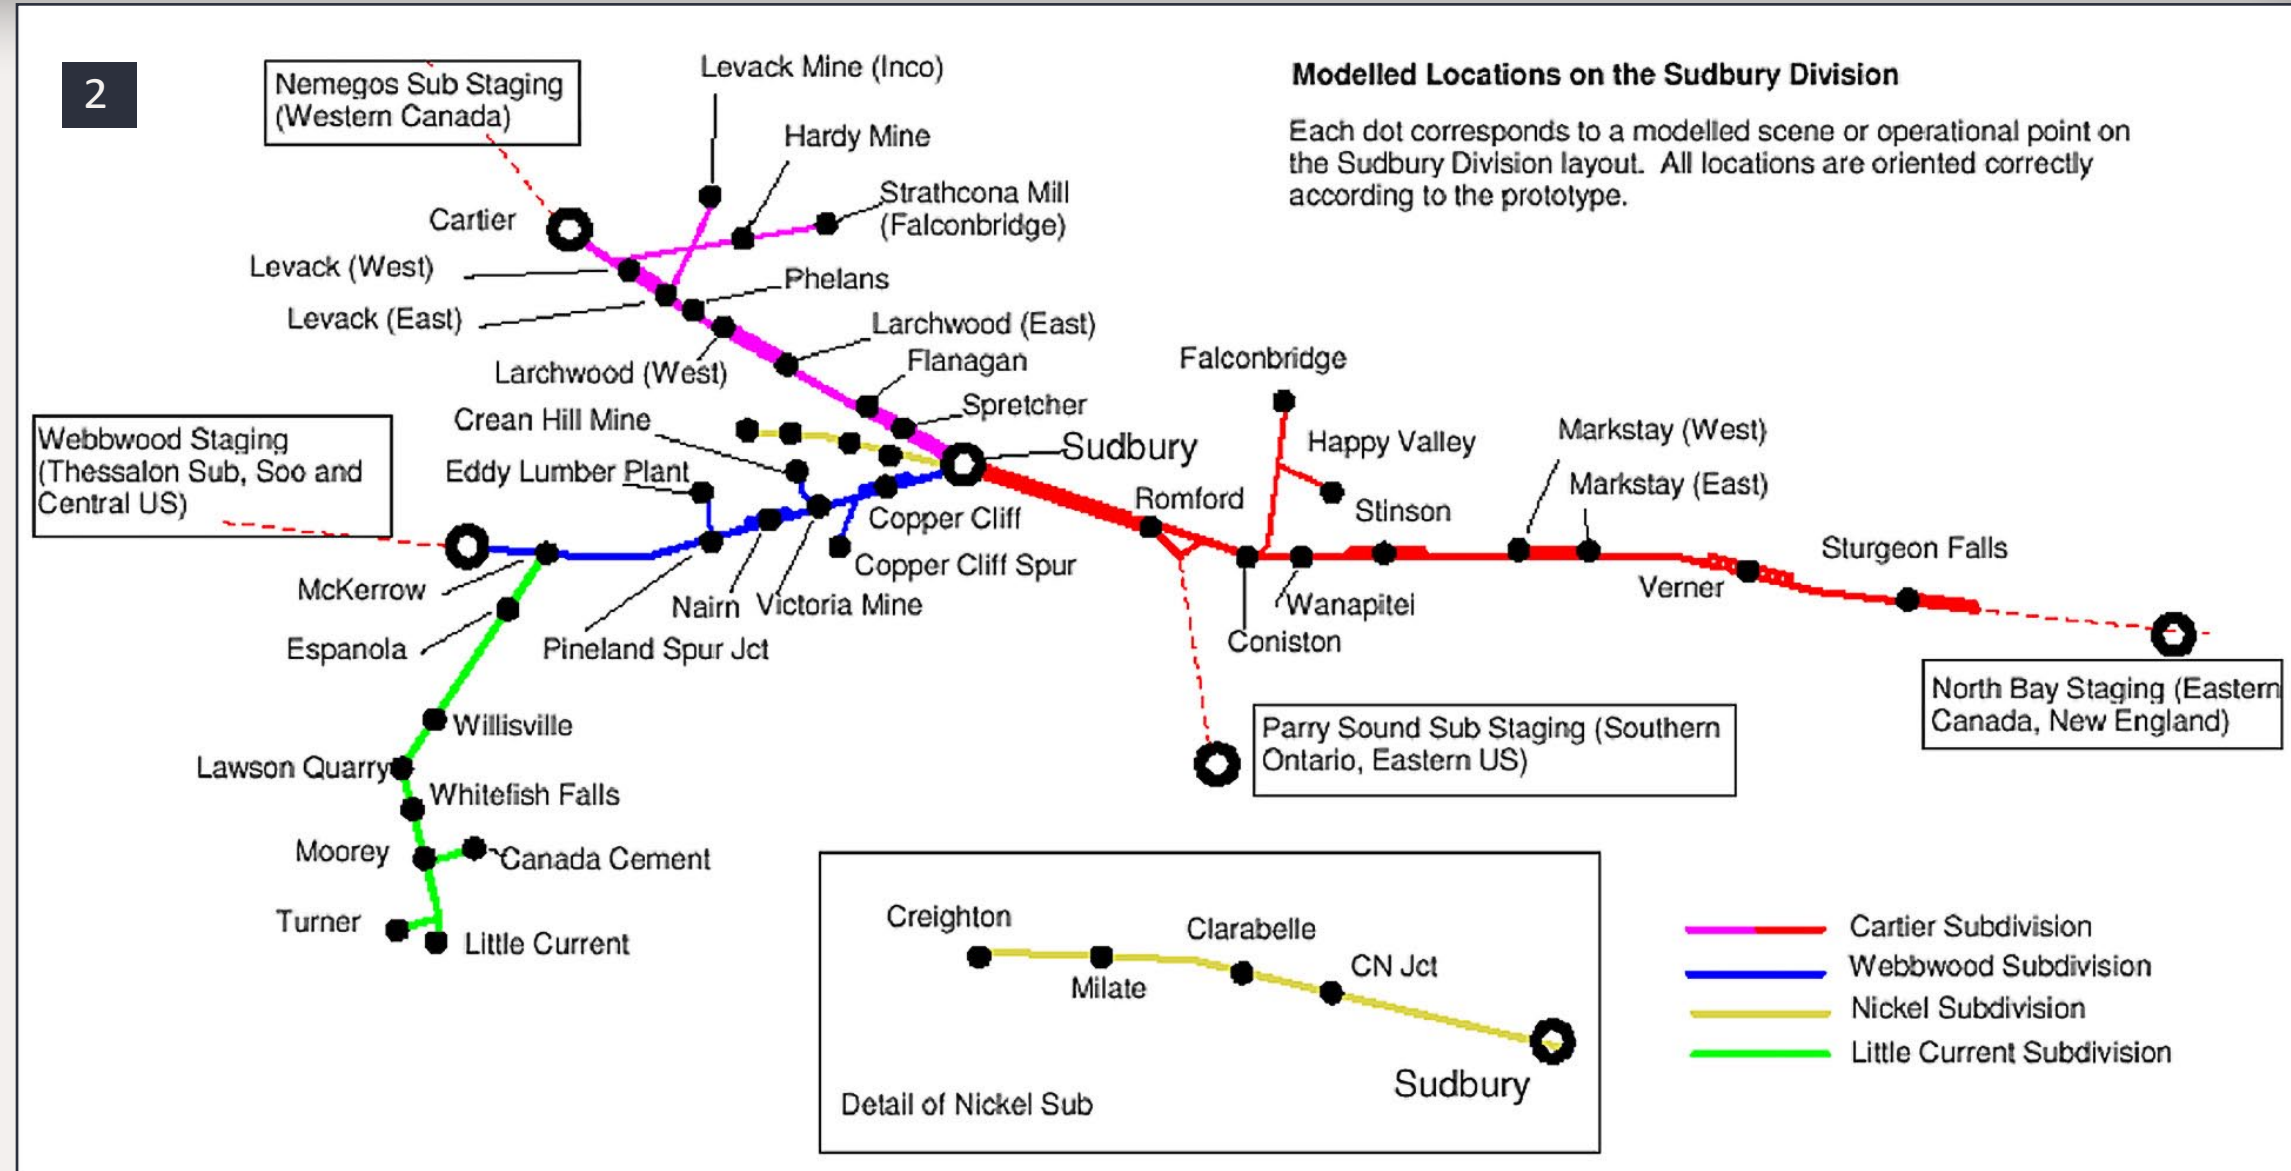 2
Nemegos Sub Staging
(Western Canada)
Levack Mine (Inco)
Hardy Mine
Strathcona Mill
(Falconbridge)
Modelled Locations on the Sudbury Division
Each dot corresponds to a modelled scene or operational point on
the Sudbury Division layout.  All locations are oriented correctly
according to the prototype.
Cartier
Levack (West)
Phelans
Levack (East)
Larchwood (East)
Flanagan
Larchwood (West)
Spretcher
Crean Hill Mine
Sudbury
Falconbridge
Happy Valley
Markstay (West)
Webbwood Staging
(Thessalon Sub, Soo and
Central US)
Eddy Lumber Plant
Romford
Stinson
Markstay (East)
Copper Cliff
Copper Cliff Spur
Sturgeon Falls
McKerrow
Nairn
Victoria Mine
Wanapitei
Verner
Espanola
Pineland Spur Jct
Coniston
North Bay Staging (Eastern
Canada, New England)
Willisville
Parry Sound Sub Staging (Southern
Ontario, Eastern US)
Lawson Quarry
Whitefish Falls
Moorey
Canada Cement
Turner
Little Current
Creighton
Clarabelle
Milate
CN Jct
Sudbury
Detail of Nickel Sub
Cartier Subdivision
Webbwood Subdivision
Nickel Subdivision
Little Current Subdivision